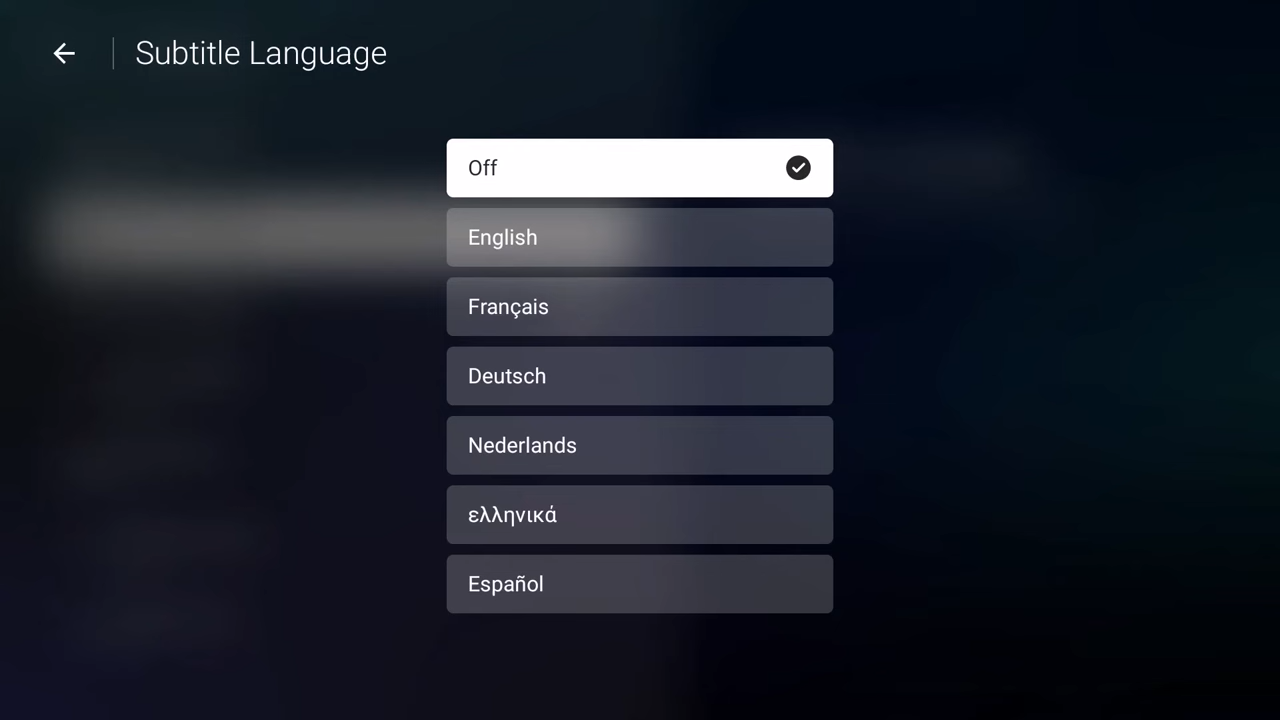 Subtitle Language
Off
English
Français
Deutsch
Nederlands
ελληνικά
Español